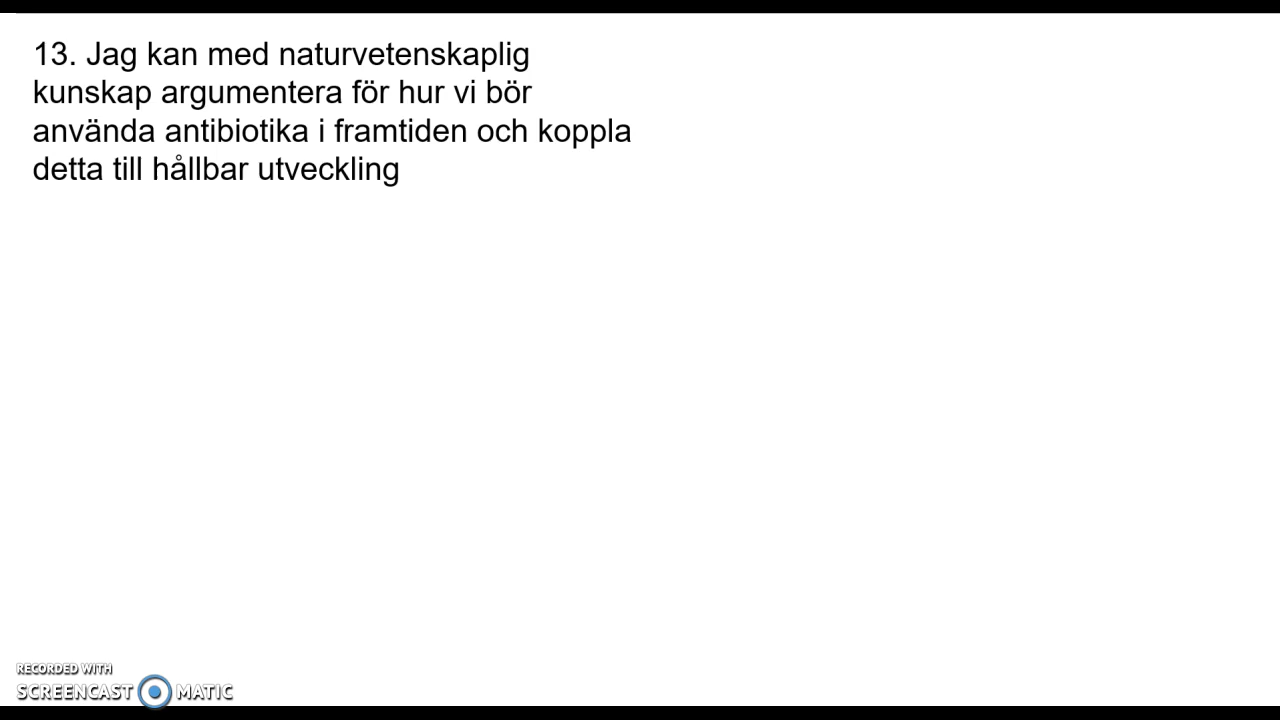 13. Jag kan med naturvetenskaplig
kunskap argumentera för hur vi bör
använda antibiotika i framtiden och koppla
detta till hållbar utveckling
RECORDED WITH
SCREENCAST MATIC